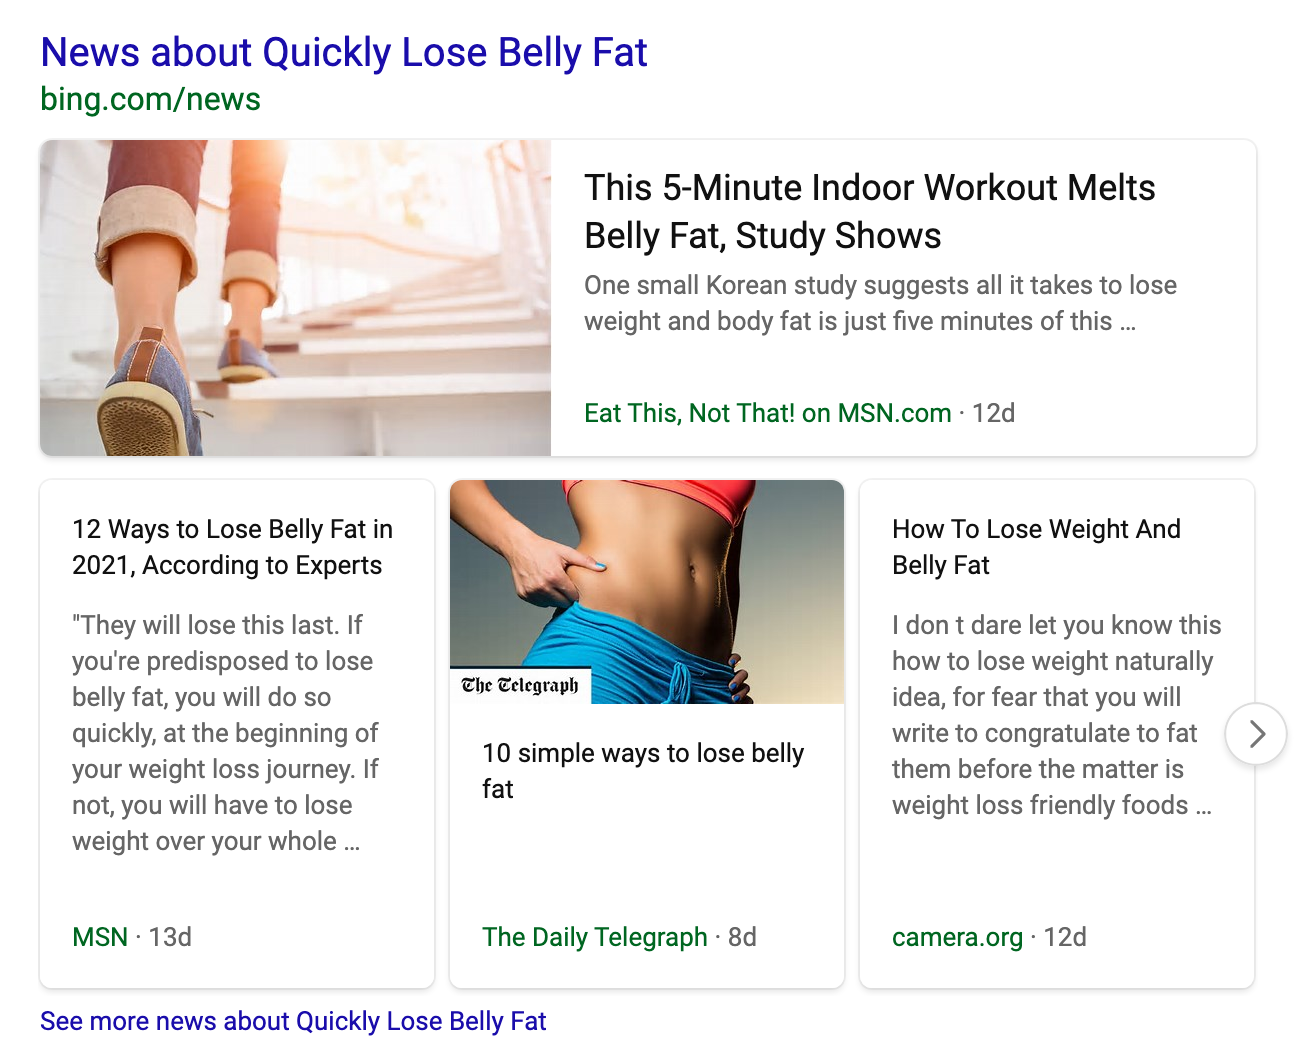 News about Quickly Lose Belly Fat
bing.com/news
This 5-Minute Indoor Workout Melts
Belly Fat, Study Shows
One small Korean study suggests all it takes to lose
weight and body fat is just five minutes of this ...
Eat This, Not That! on MSN.com · 12d
12 Ways to Lose Belly Fat in
2021, According to Experts
"They will lose this last. If
you're predisposed to lose
belly fat, you will do so
quickly, at the beginning of
your weight loss journey. If
not, you will have to lose
weight over your whole ...
MSN · 13d
The Telegraph
10 simple ways to lose belly
fat
The Daily Telegraph · 8d
How To Lose Weight And
Belly Fat
I don t dare let you know this
how to lose weight naturally
idea, for fear that you will
write to congratulate to fat
them before the matter is
weight loss friendly foods ...
camera.org · 12d
See more news about Quickly Lose Belly Fat